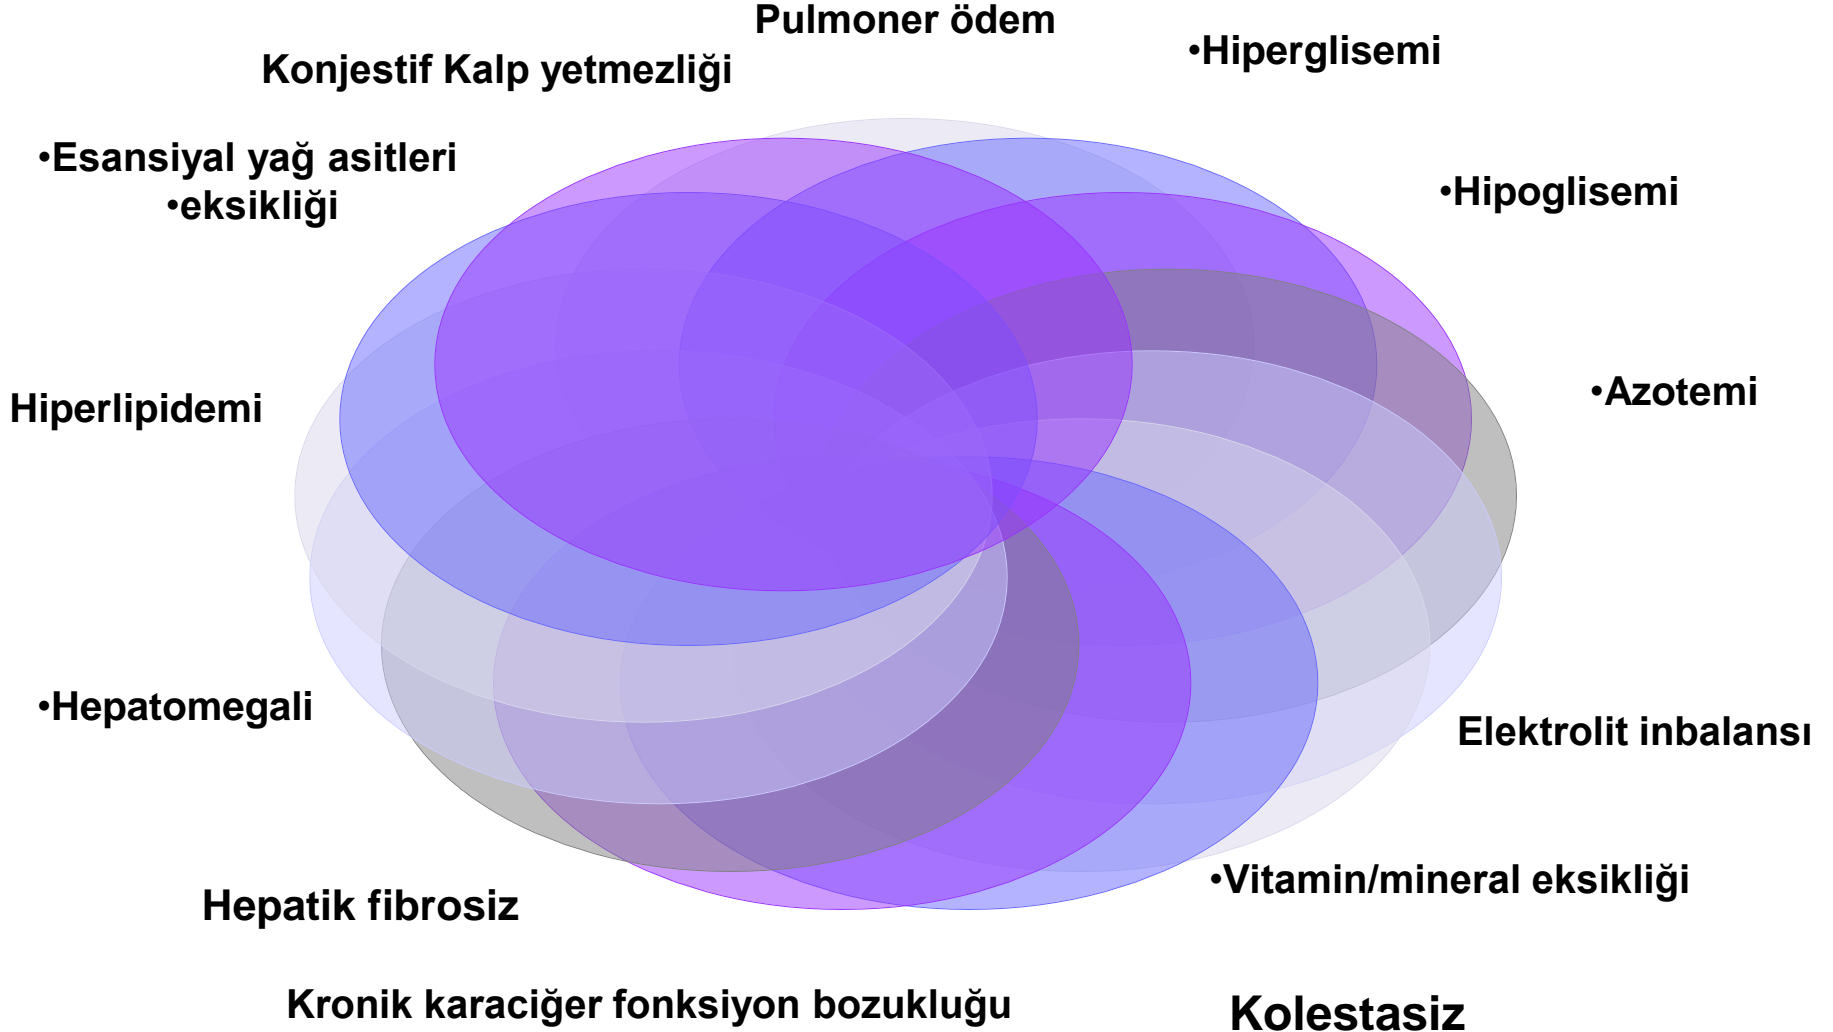 Pulmoner ödem
•Hiperglisemi
Konjestif Kalp yetmezliği
•Esansiyal yağ asitleri
•eksikliği
•Hipoglisemi
Hiperlipidemi
•Azotemi
•Hepatomegali
Elektrolit inbalansı
•Vitamin/mineral eksikliği
Hepatik fibrosiz
Kronik karaciğer fonksiyon bozukluğu
Kolestasiz